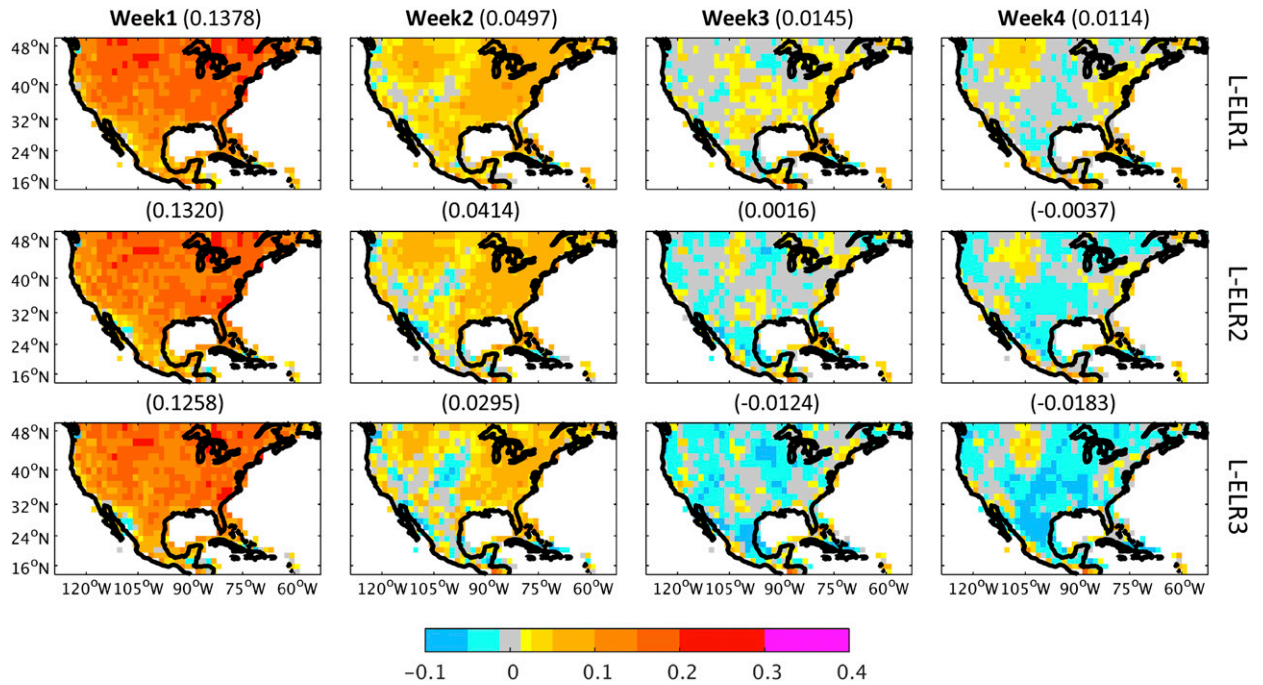 Week1 (0.1378) Week2 (0.0497) Week3 (0.0145) Week4 (0.0114)
48°N
40°N
32°N
24°N
16°N
L-ELR1
(0.1320) (0.0414) (0.0016) (-0.0037)
48°N
40°N
32°N
24°N
16°N
L-ELR2
(0.1258) (0.0295) (-0.0124) (-0.0183)
48°N
40°N
32°N
24°N
16°N
L-ELR3
120°W 105°W 90°W 75°W 60°W 120°W 105°W 90°W 75°W 60°W 120°W 105°W 90°W 75°W 60°W 120°W 105°W 90°W 75°W 60°W
−0.1 0 0.1 0.2 0.3 0.4